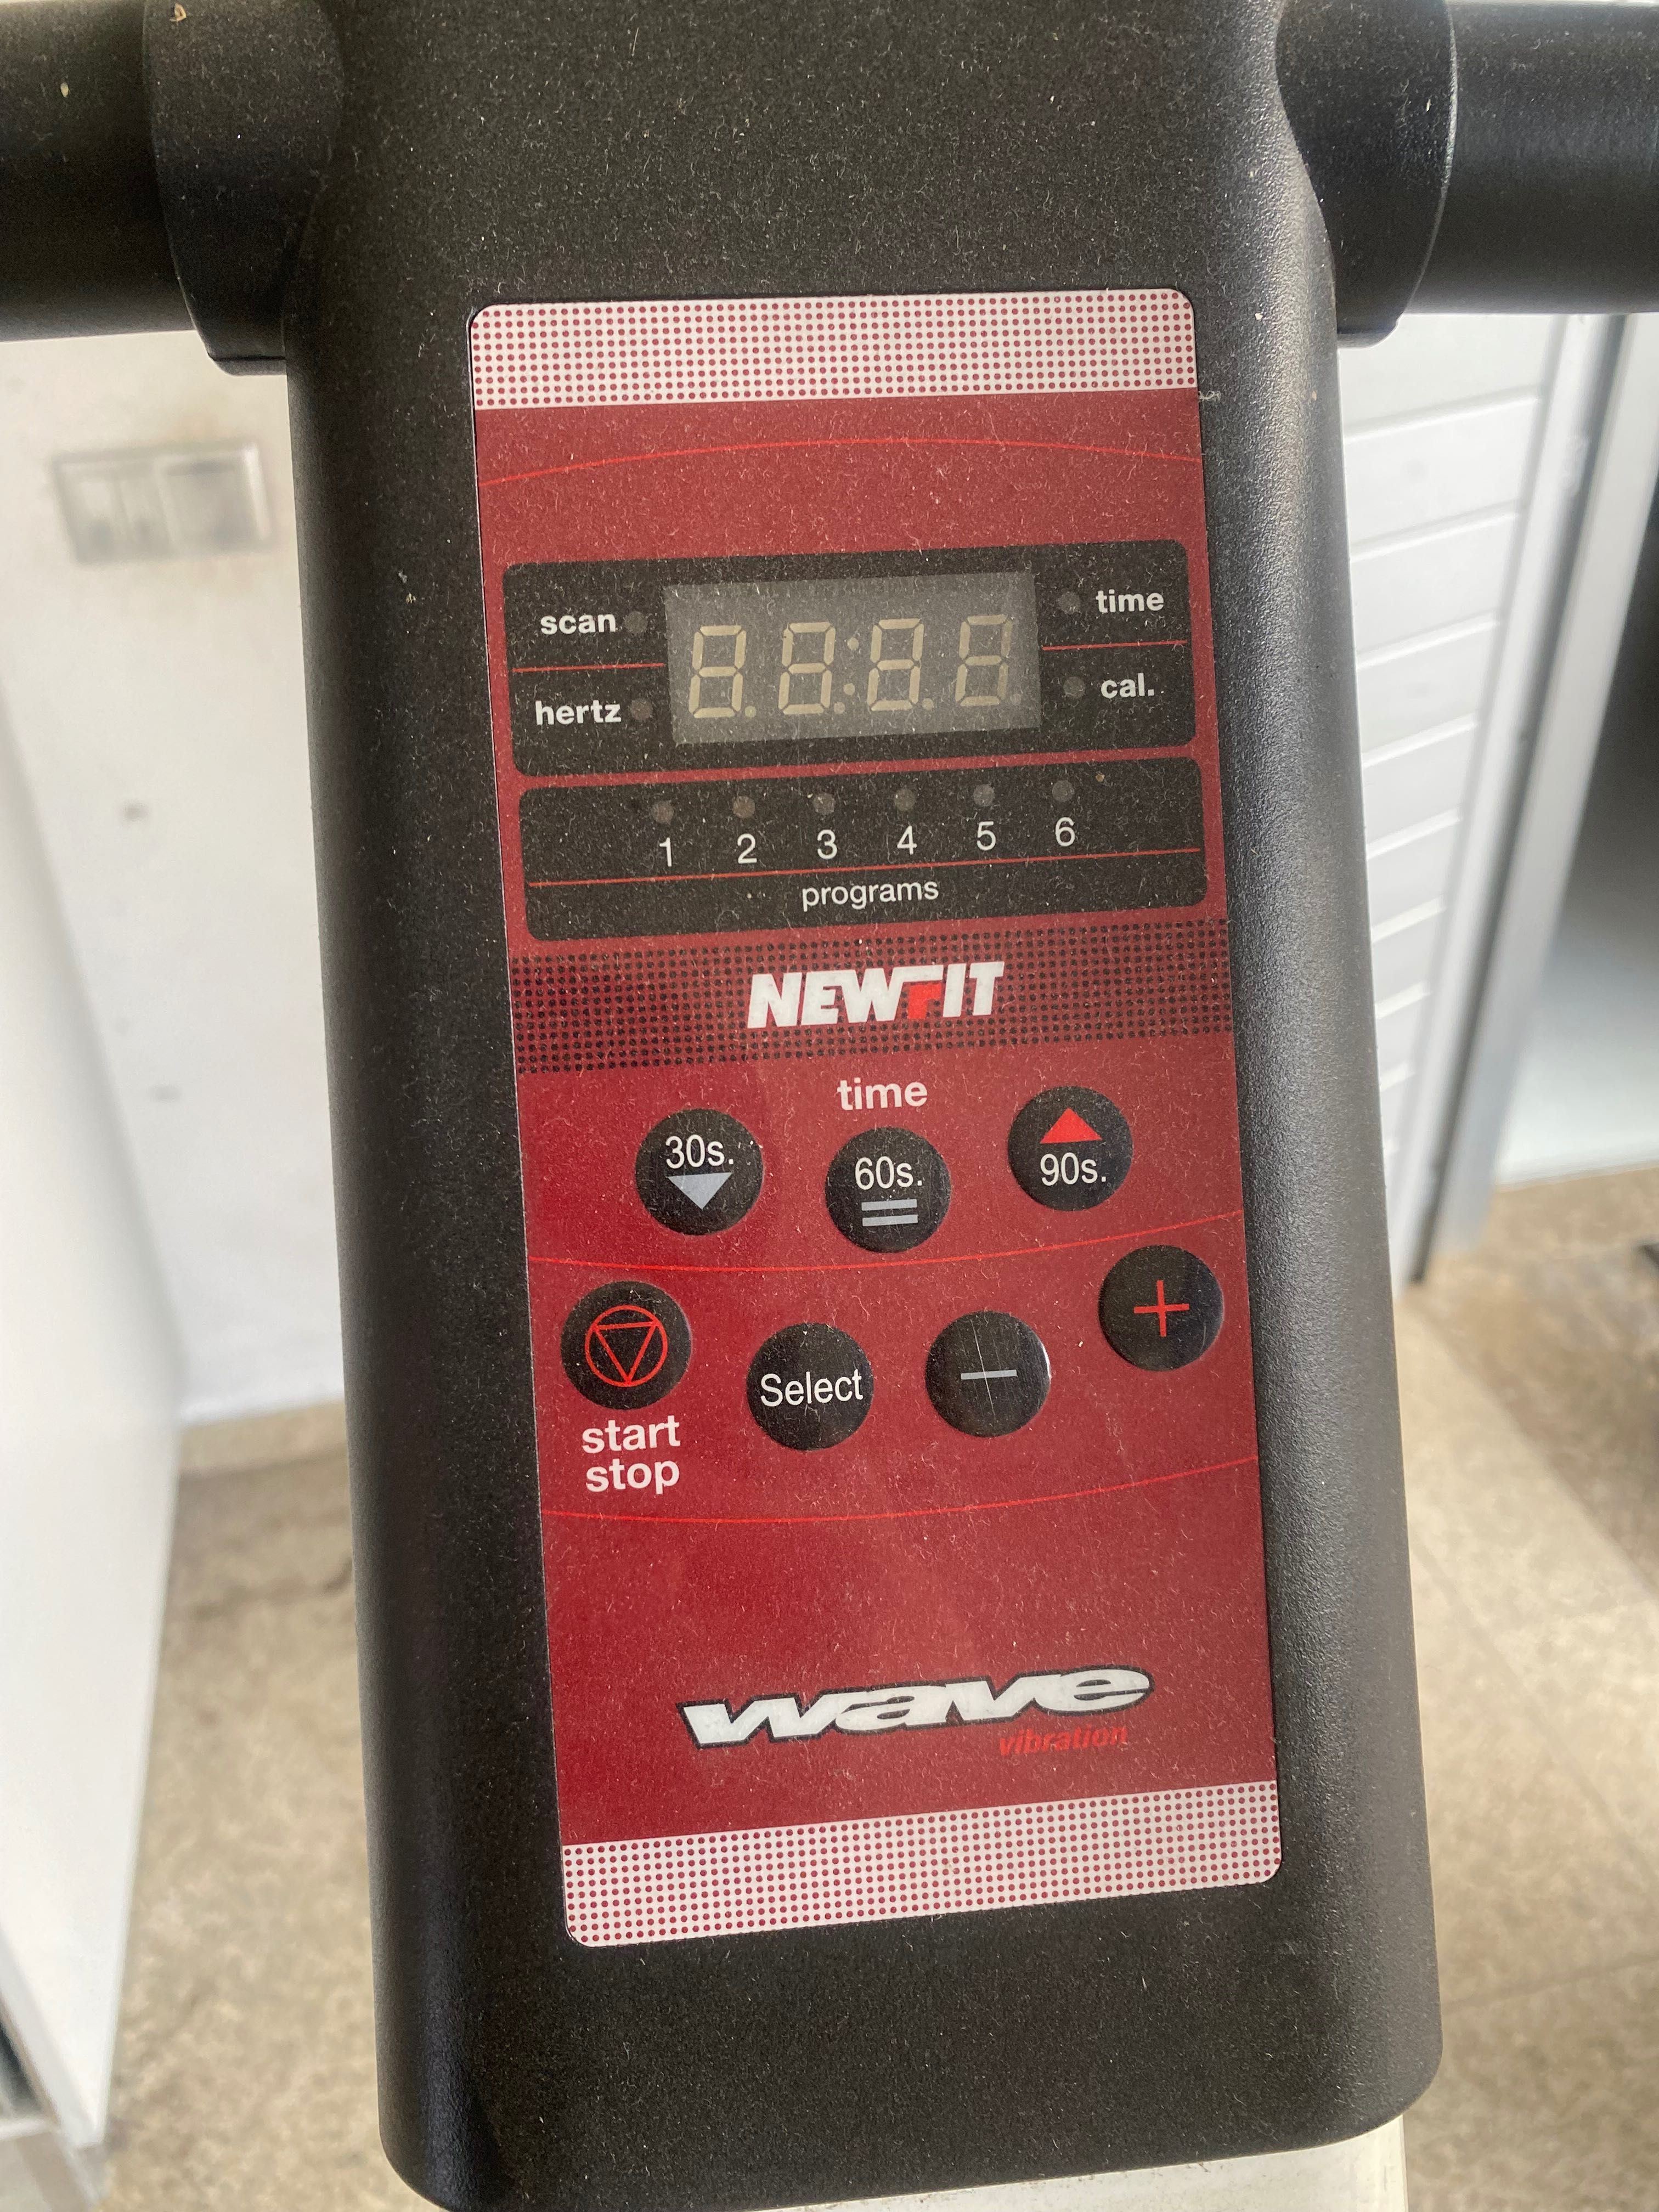 scan
time
hertz
cal.
1 2 3 4 5 6
programs
NEWFIT
time
30s. 60s. 90s.
Select
start
stop
wave
vibration